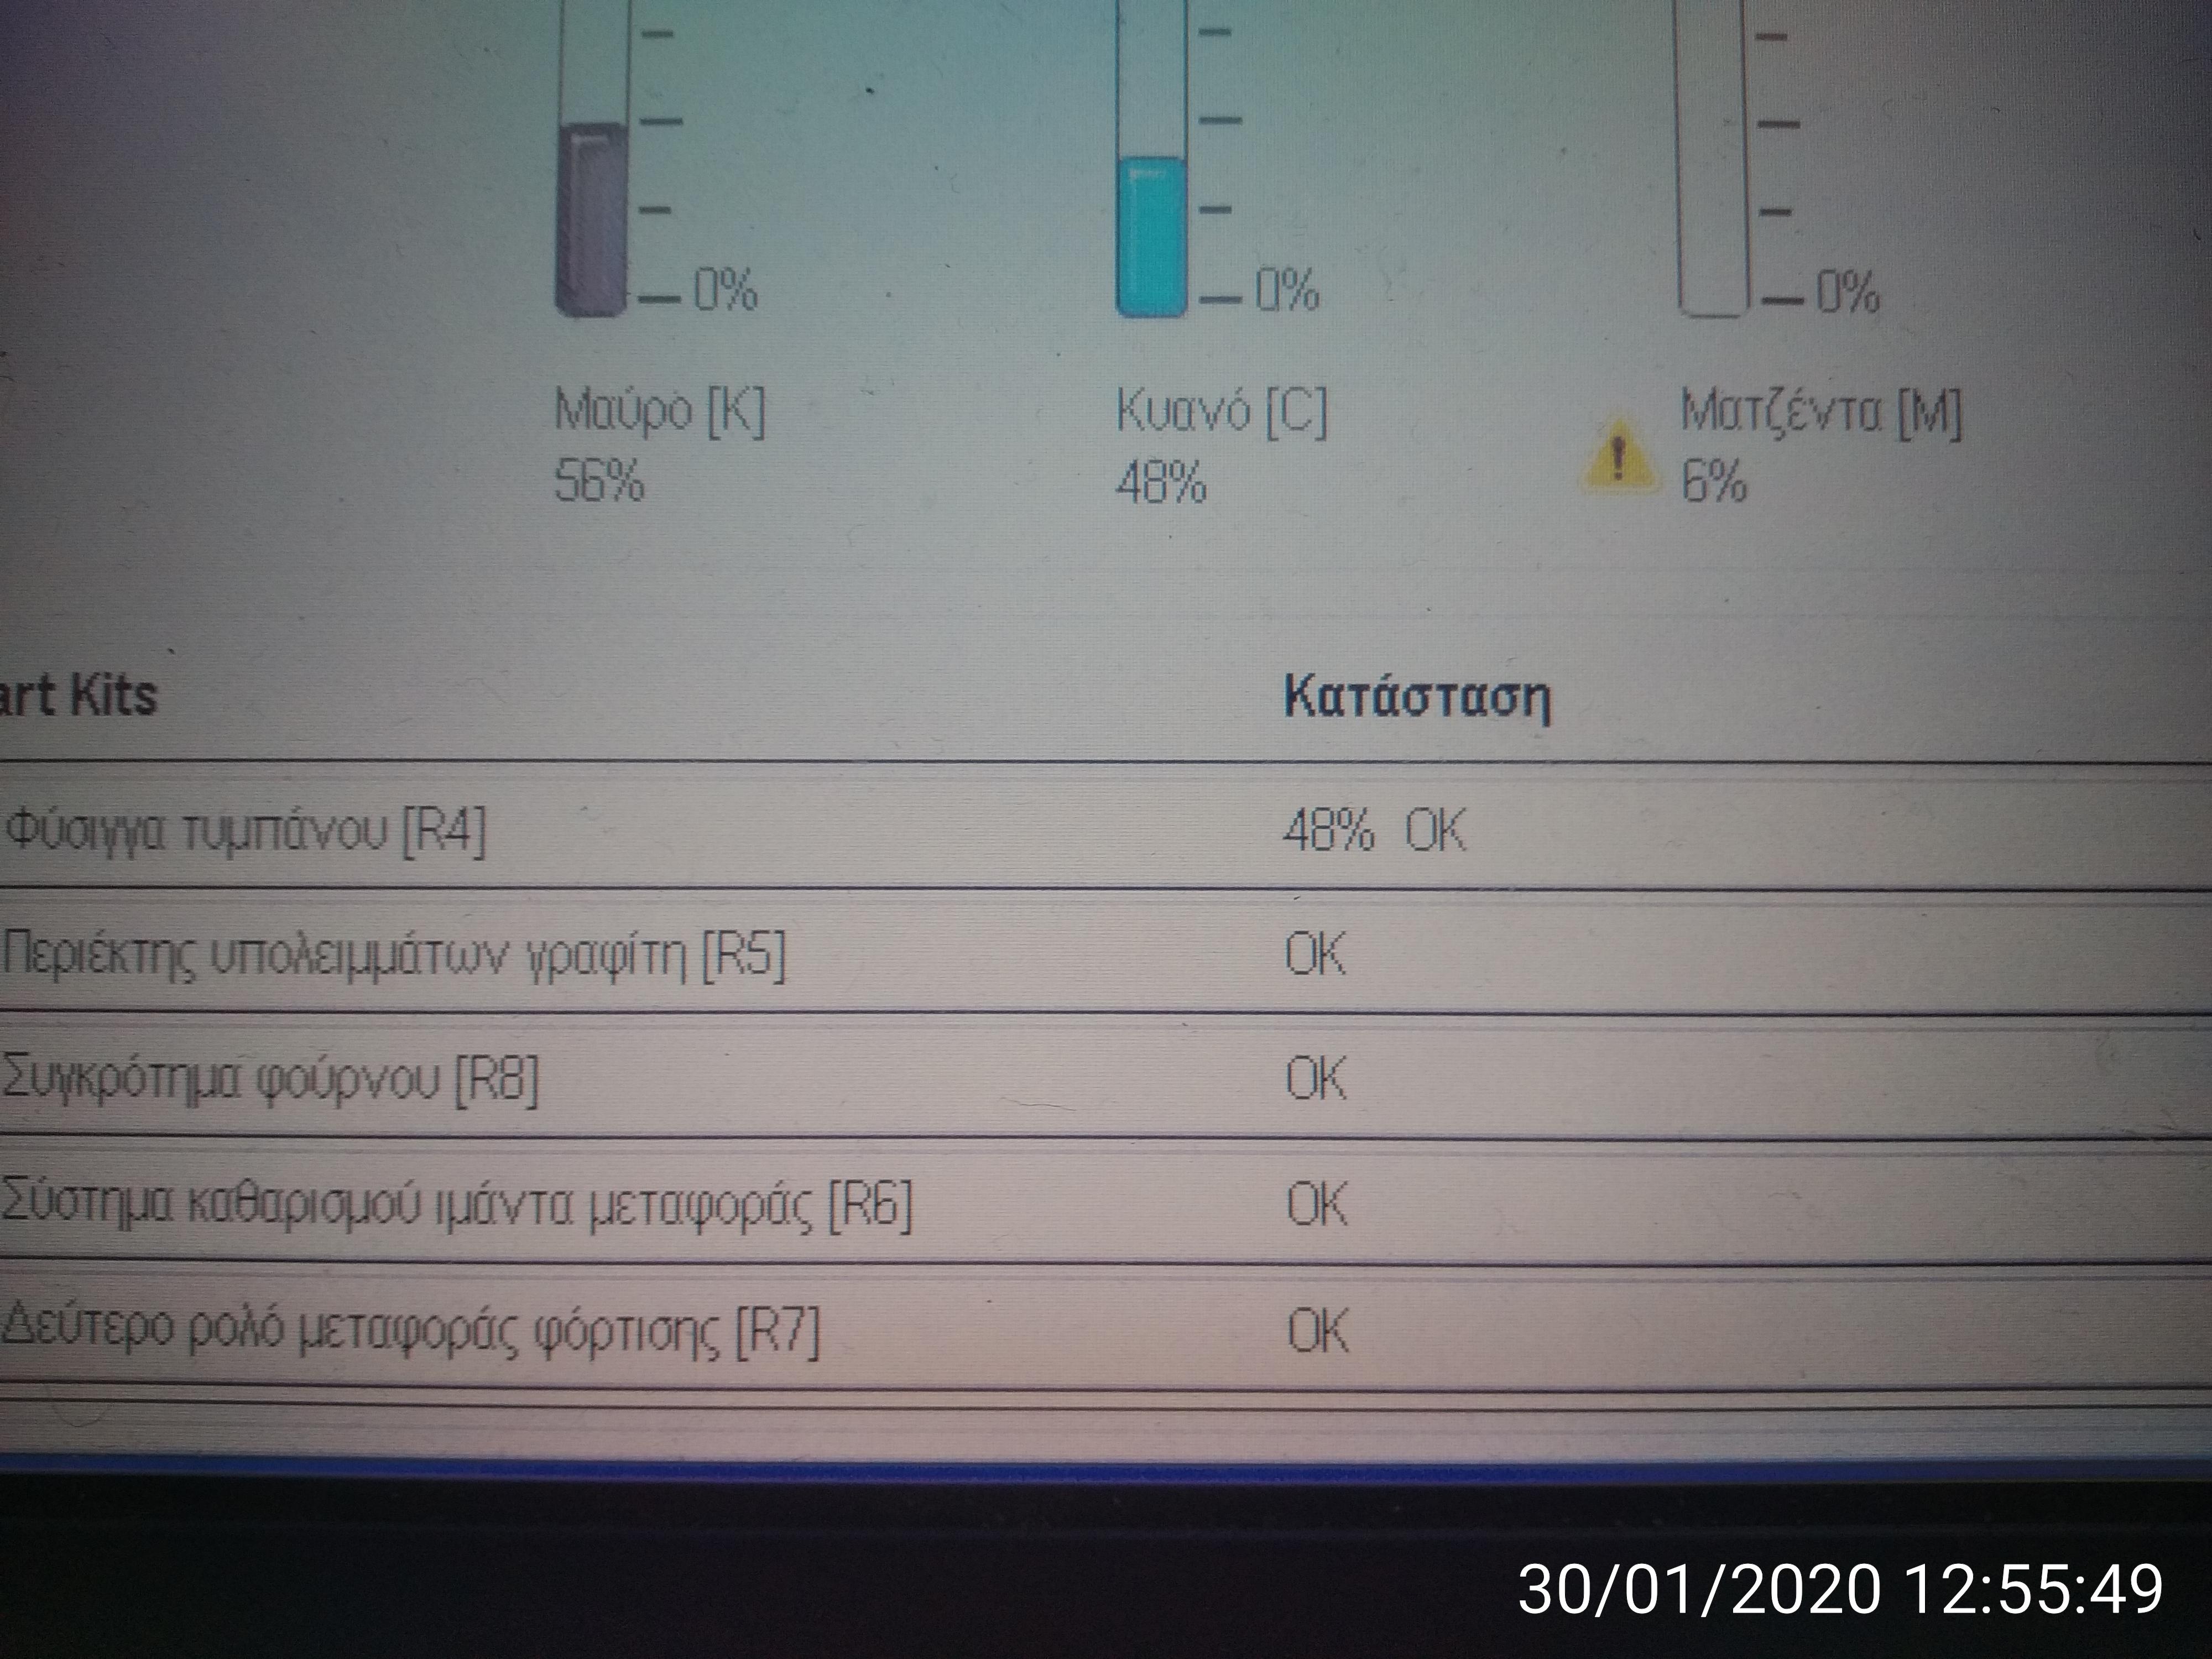 0% 0% 0%
Μαύρο [K] Κυανό [C] Ματζέντα [M]
56% 48% 6%
art Kits Κατάσταση
Φύσιγγα τυμπάνου [R4] 48% OK
Περιέκτης υπολειμμάτων γραφίτη [R5] OK
Συγκρότημα φούρνου [R8] OK
Σύστημα καθαρισμού ιμάντα μεταφοράς [R6] OK
Δεύτερο ρολό μεταφοράς φόρτισης [R7] OK
30/01/2020 12:55:49